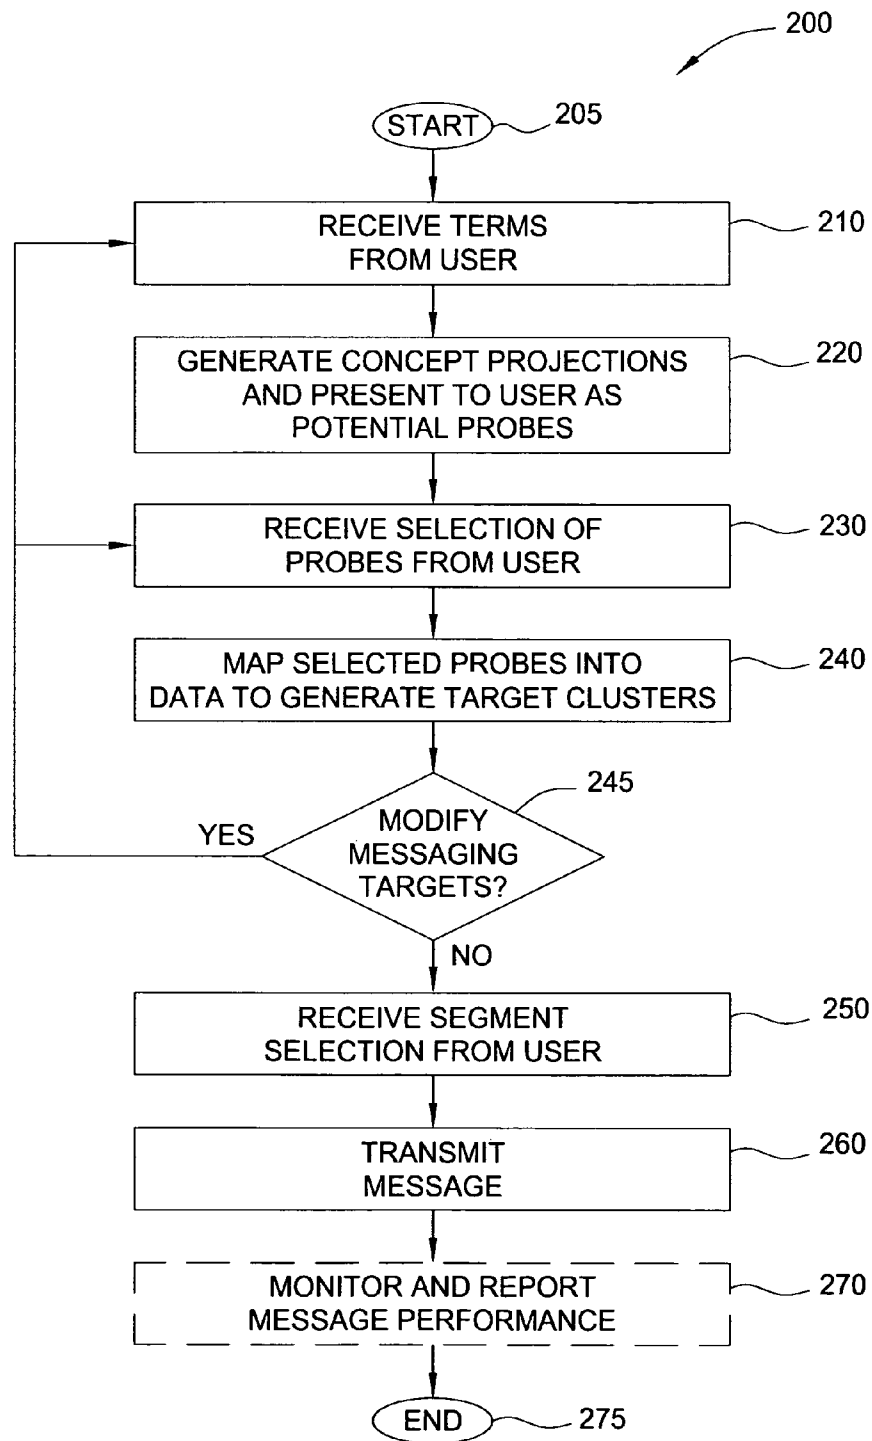 200
START
205
RECEIVE TERMS
FROM USER
210
GENERATE CONCEPT PROJECTIONS
AND PRESENT TO USER AS
POTENTIAL PROBES
220
RECEIVE SELECTION OF
PROBES FROM USER
230
MAP SELECTED PROBES INTO
DATA TO GENERATE TARGET CLUSTERS
240
245
YES
MODIFY
MESSAGING
TARGETS?
NO
RECEIVE SEGMENT
SELECTION FROM USER
250
TRANSMIT
MESSAGE
260
MONITOR AND REPORT
MESSAGE PERFORMANCE
270
END
275